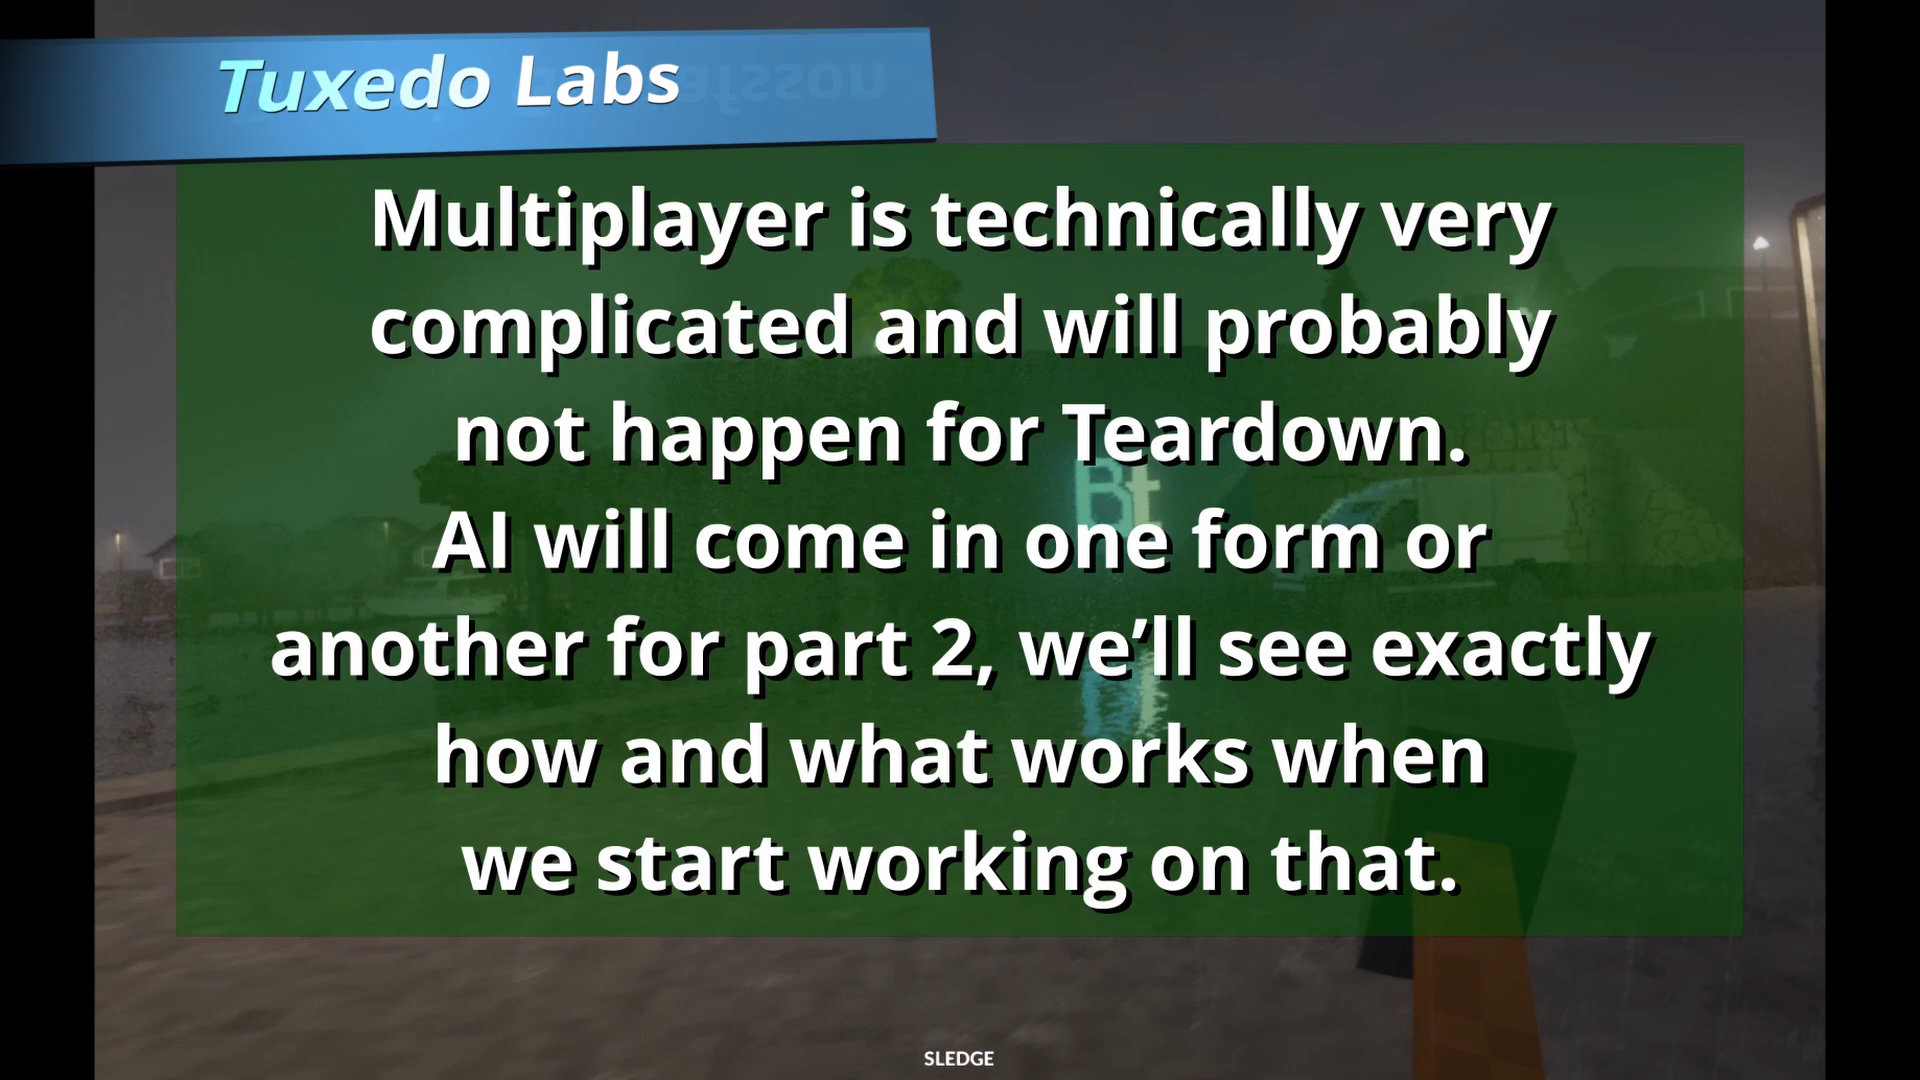 Tuxedo Labs
Multiplayer is technically very
complicated and will probably
not happen for Teardown.
AI will come in one form or
another for part 2, we’ll see exactly
how and what works when
we start working on that.
SLEDGE